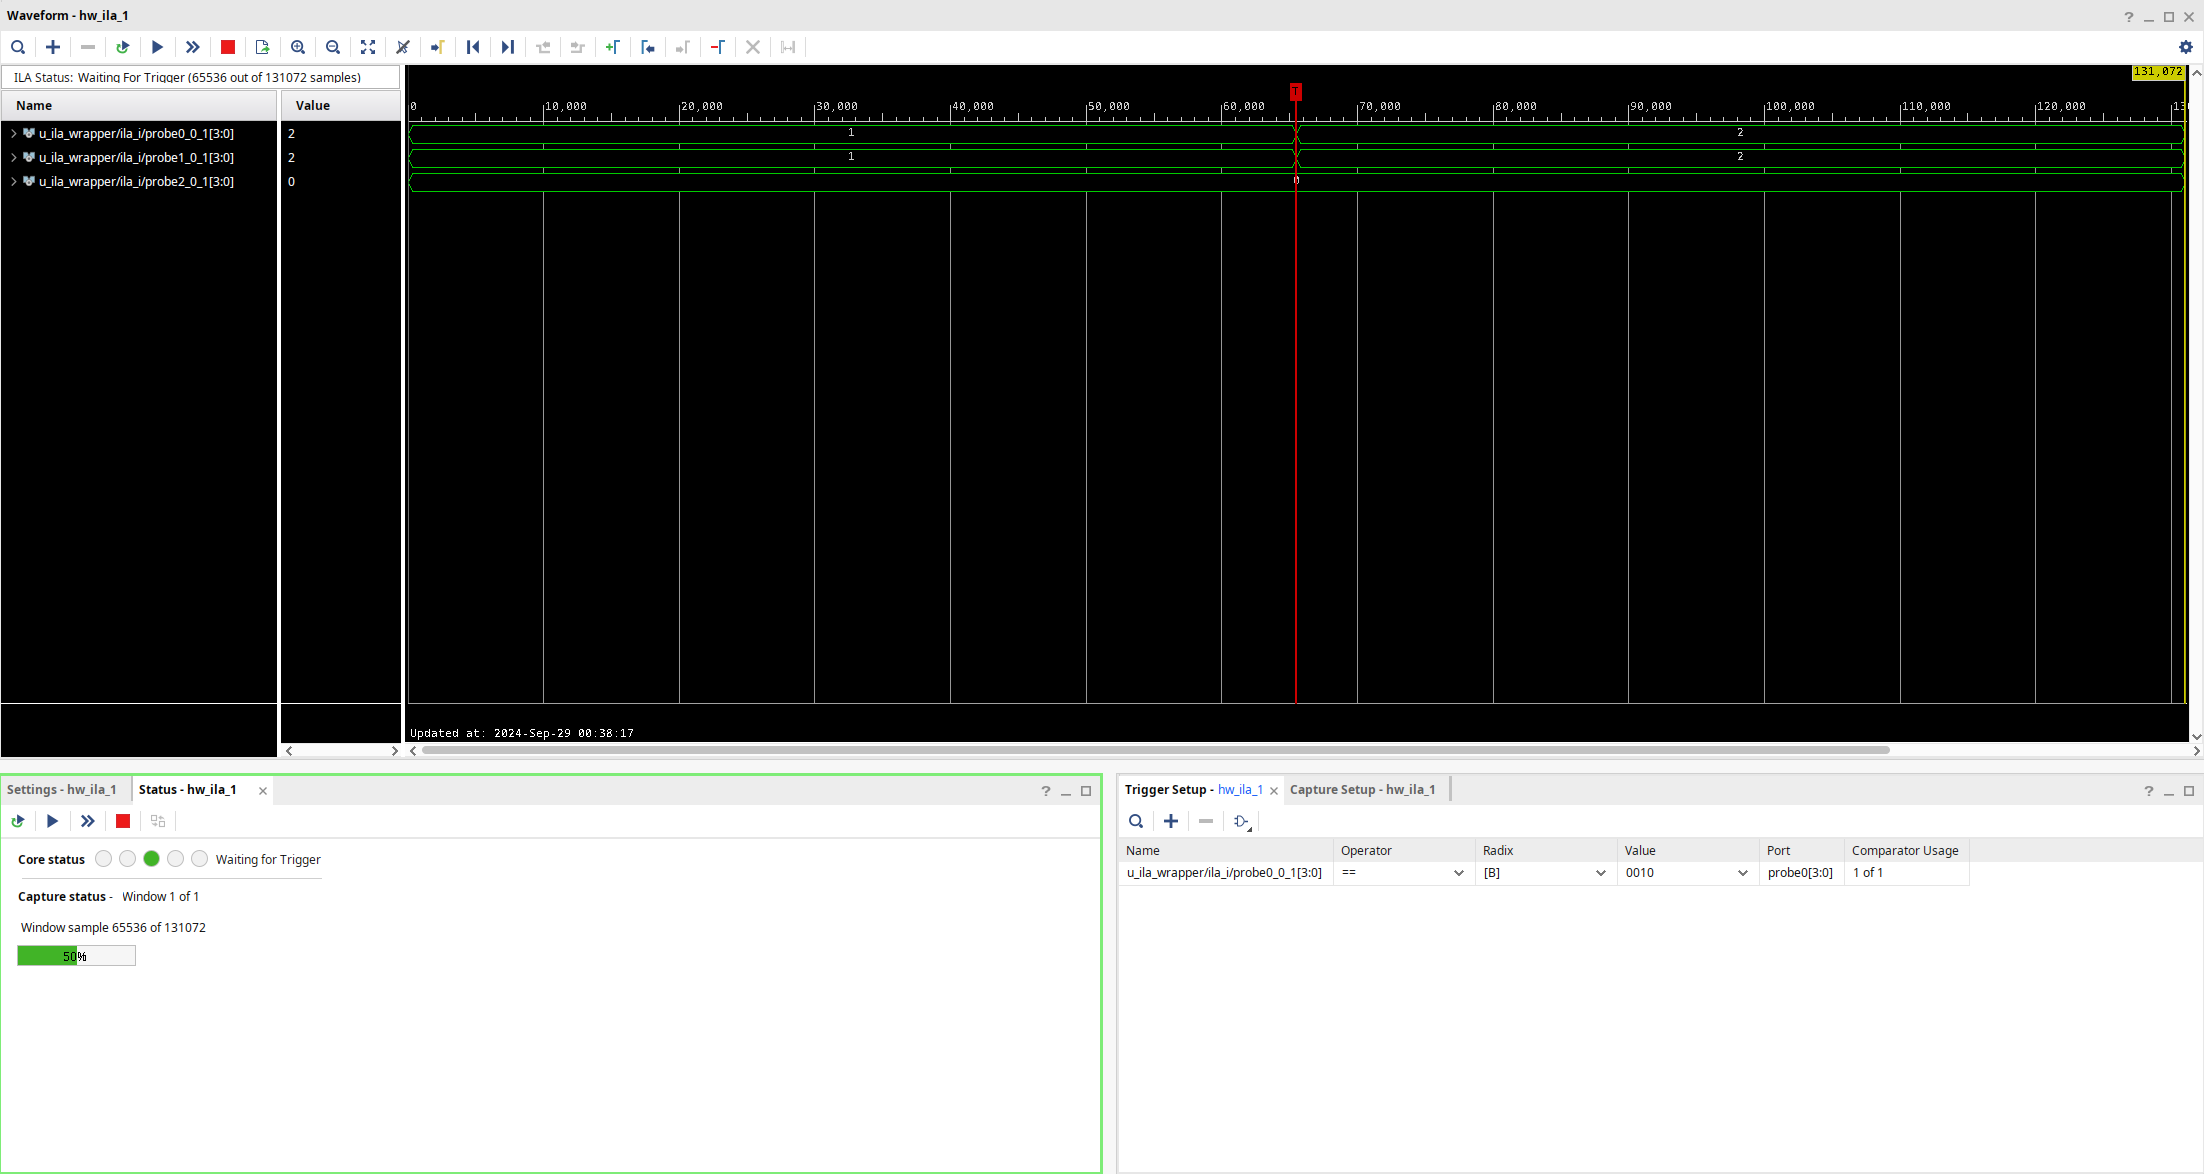 Waveform - hw_ila_1
ILA Status: Waiting For Trigger (65536 out of 131072 samples)
131,072
Name Value
0 10,000 20,000 30,000 40,000 50,000 60,000 70,000 80,000 90,000 100,000 110,000 120,000 13
u_ila_wrapper/ila_i/probe0_0_1[3:0] 2 1 2
u_ila_wrapper/ila_i/probe1_0_1[3:0] 2 1 2
u_ila_wrapper/ila_i/probe2_0_1[3:0] 0 0
Updated at: 2024-Sep-29 00:38:17
Settings - hw_ila_1 Status - hw_ila_1
Core status Waiting for Trigger
Capture status - Window 1 of 1
Window sample 65536 of 131072
50%
Trigger Setup - hw_ila_1 Capture Setup - hw_ila_1
Name Operator Radix Value Port Comparator Usage
u_ila_wrapper/ila_i/probe0_0_1[3:0] == [B] 0010 probe0[3:0] 1 of 1